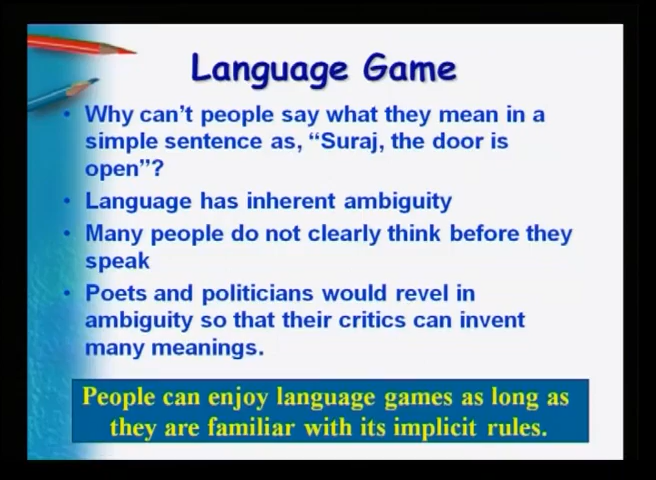 Language Game
• Why can't people say what they mean in a
simple sentence as, “Suraj, the door is
open”?
• Language has inherent ambiguity
• Many people do not clearly think before they
speak
• Poets and politicians would revel in
ambiguity so that their critics can invent
many meanings.
People can enjoy language games as long as
they are familiar with its implicit rules.